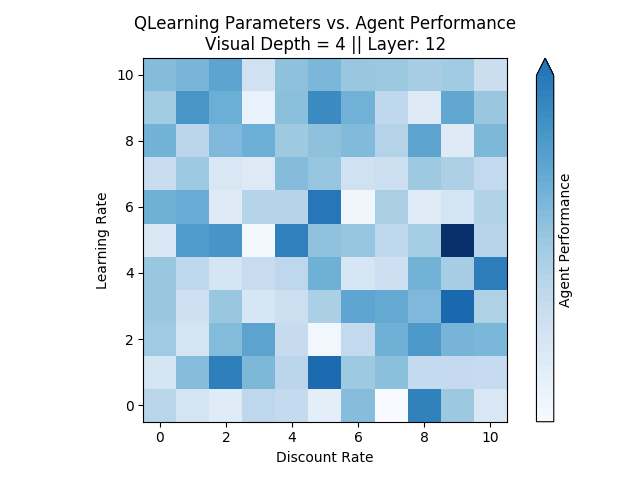 QLearning Parameters vs. Agent Performance
Visual Depth = 4 || Layer: 12
10
8
6
4
2
0
Learning Rate
0 2 4 6 8 10
Discount Rate
Agent Performance